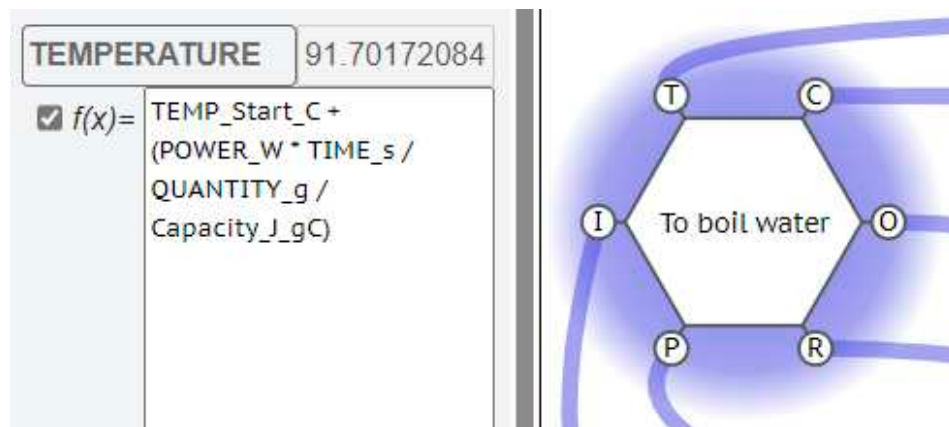 TEMPERATURE 91.70172084
f(x)= TEMP_Start_C +
(POWER_W * TIME_s /
QUANTITY_g /
Capacity_J_gC)
T C
I To boil water O
P R